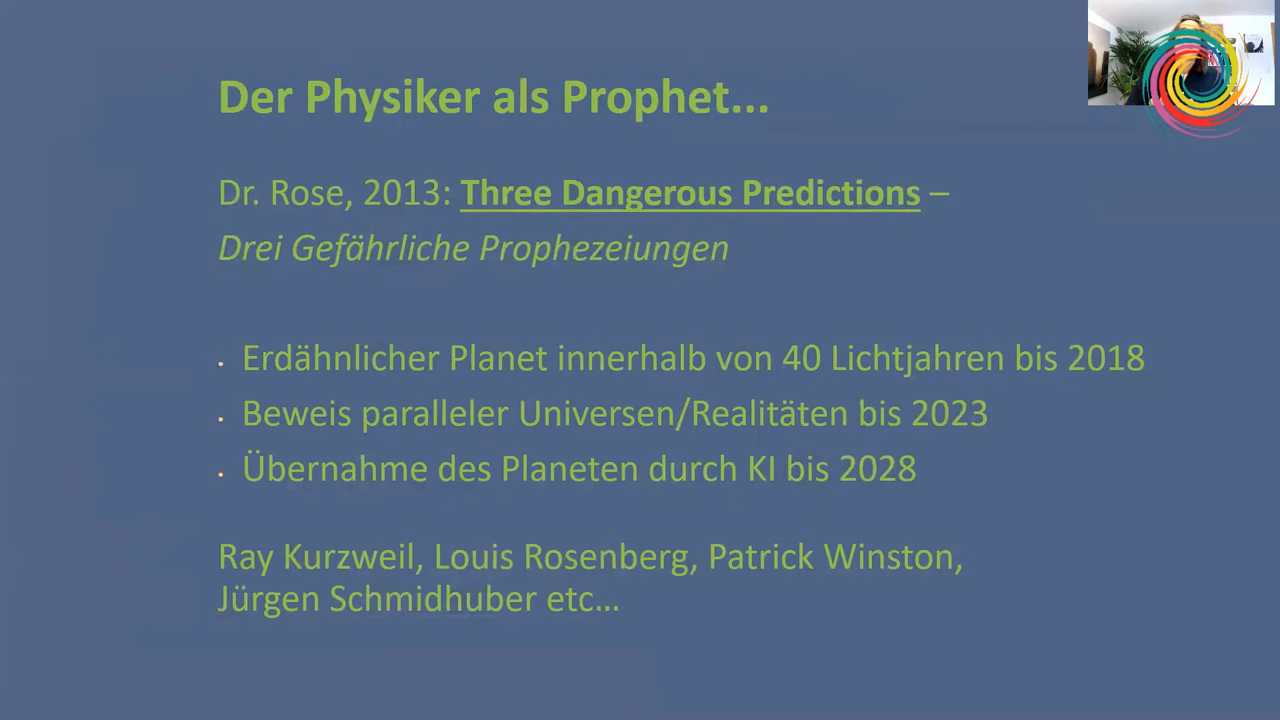 Der Physiker als Prophet...
Dr. Rose, 2013: Three Dangerous Predictions –
Drei Gefährliche Prophezeiungen
· Erdähnlicher Planet innerhalb von 40 Lichtjahren bis 2018
· Beweis paralleler Universen/Realitäten bis 2023
· Übernahme des Planeten durch KI bis 2028
Ray Kurzweil, Louis Rosenberg, Patrick Winston,
Jürgen Schmidhuber etc…